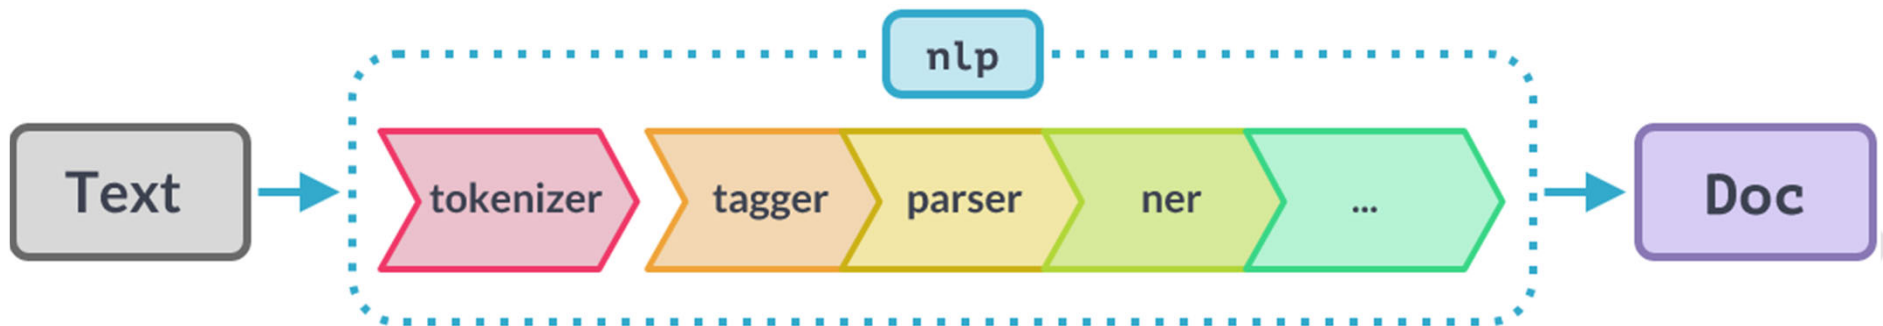 nlp
Text
tokenizer
tagger
parser
ner
...
Doc